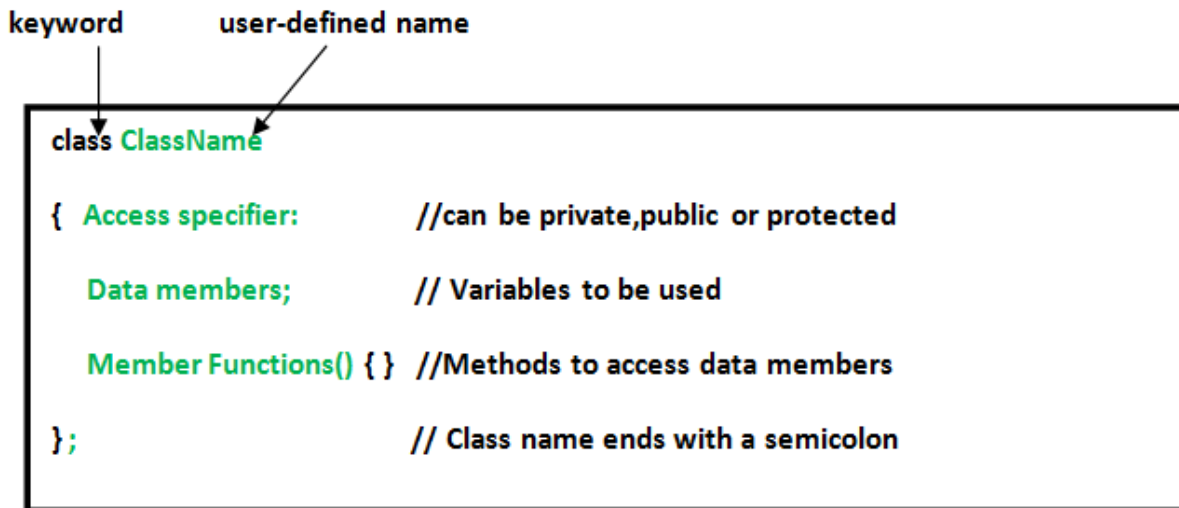 keyword user-defined name
class ClassName
{ Access specifier: //can be private,public or protected
Data members; // Variables to be used
Member Functions() { } //Methods to access data members
} ; // Class name ends with a semicolon